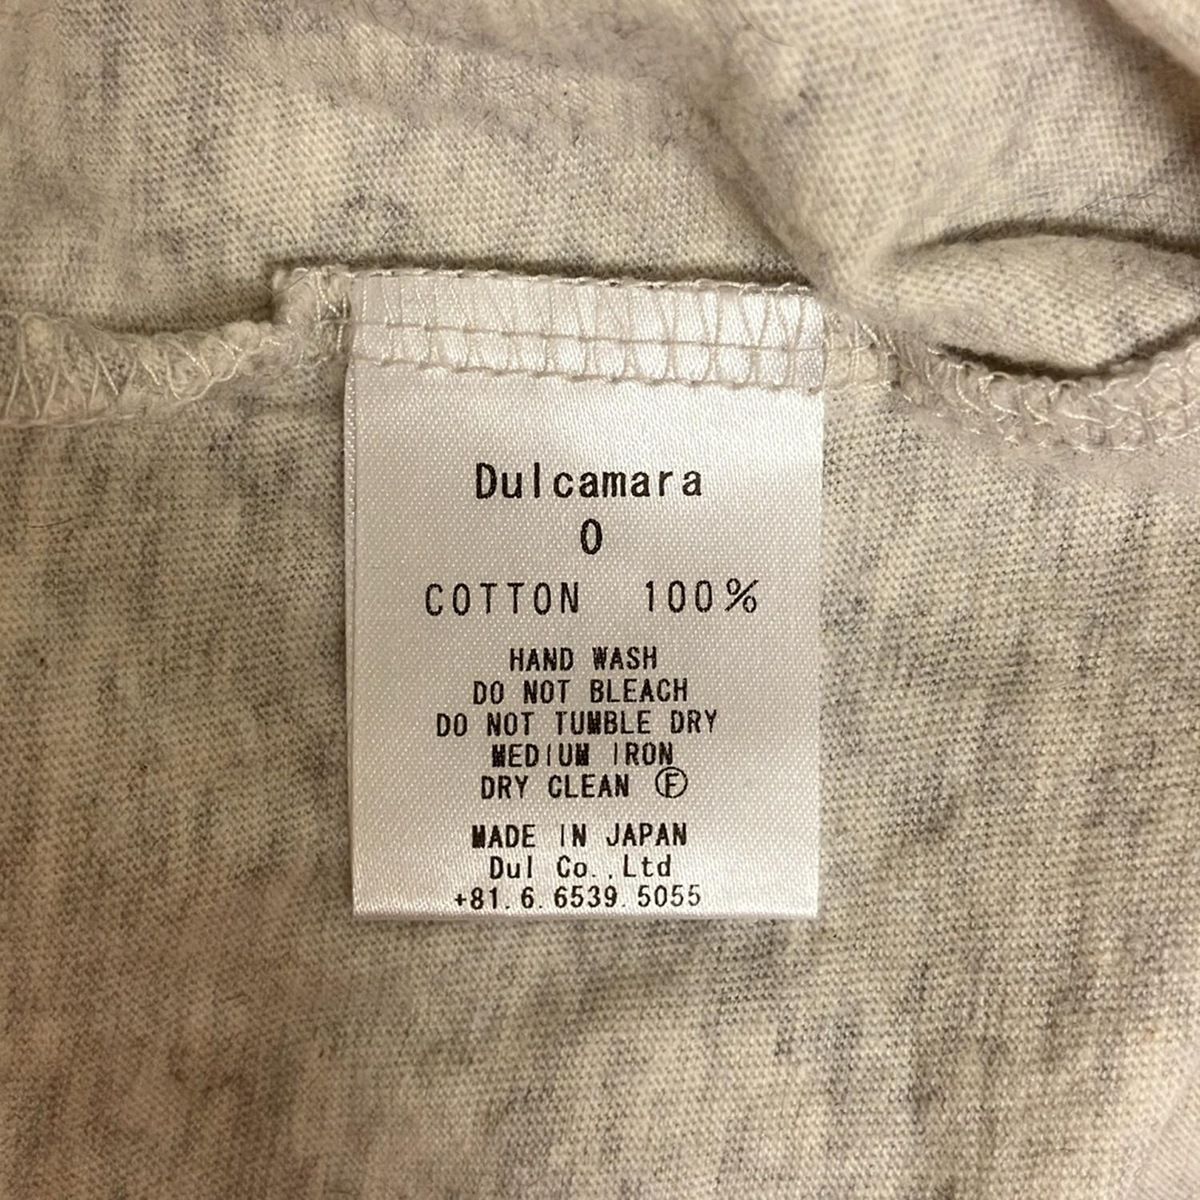 Dulcamara
0
COTTON 100%
HAND WASH
DO NOT BLEACH
DO NOT TUMBLE DRY
MEDIUM IRON
DRY CLEAN Ⓕ
MADE IN JAPAN
Dul Co.,Ltd
+81.6.6539.5055